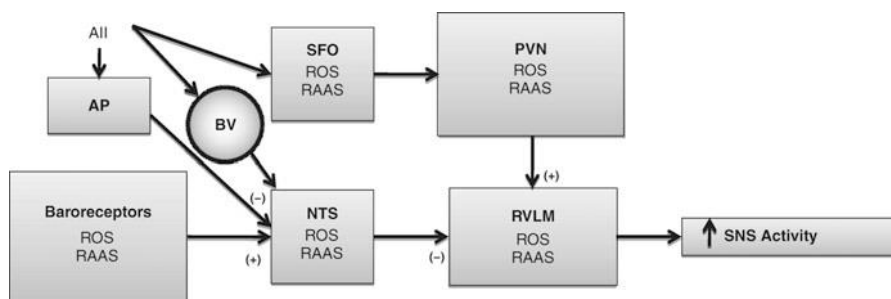 AII
AP
BV
SFO
ROS
RAAS
PVN
ROS
RAAS
(+)
(–)
Baroreceptors
ROS
RAAS
(+)
NTS
ROS
RAAS
(–)
RVLM
ROS
RAAS
SNS Activity